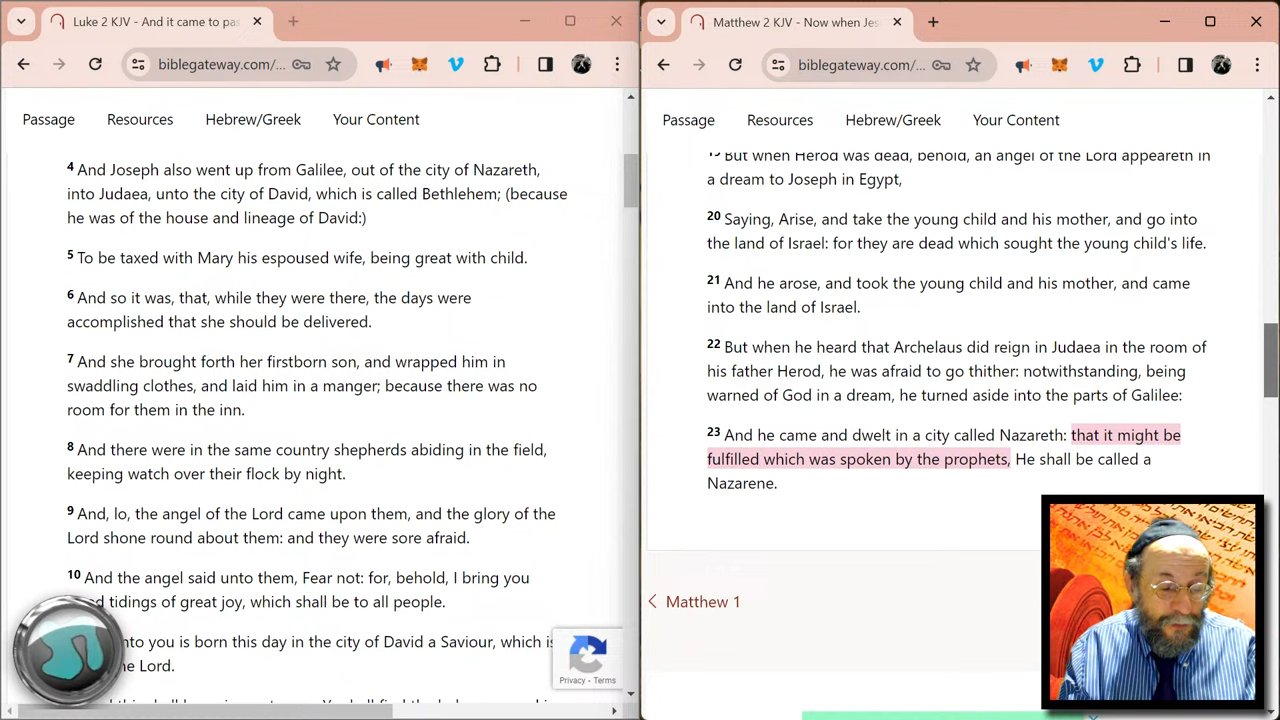 Luke 2 KJV - And it came to pas
biblegateway.com/...
Passage Resources Hebrew/Greek Your Content
4 And Joseph also went up from Galilee, out of the city of Nazareth,
into Judaea, unto the city of David, which is called Bethlehem; (because
he was of the house and lineage of David:)
5 To be taxed with Mary his espoused wife, being great with child.
6 And so it was, that, while they were there, the days were
accomplished that she should be delivered.
7 And she brought forth her firstborn son, and wrapped him in
swaddling clothes, and laid him in a manger; because there was no
room for them in the inn.
8 And there were in the same country shepherds abiding in the field,
keeping watch over their flock by night.
9 And, lo, the angel of the Lord came upon them, and the glory of the
Lord shone round about them: and they were sore afraid.
10 And the angel said unto them, Fear not: for, behold, I bring you
tidings of great joy, which shall be to all people.
you is born this day in the city of David a Saviour, which is
Lord.
Privacy - Terms
Matthew 2 KJV - Now when Jes
biblegateway.com/...
Passage Resources Hebrew/Greek Your Content
19 But when Herod was dead, behold, an angel of the Lord appeareth in
a dream to Joseph in Egypt,
20 Saying, Arise, and take the young child and his mother, and go into
the land of Israel: for they are dead which sought the young child's life.
21 And he arose, and took the young child and his mother, and came
into the land of Israel.
22 But when he heard that Archelaus did reign in Judaea in the room of
his father Herod, he was afraid to go thither: notwithstanding, being
warned of God in a dream, he turned aside into the parts of Galilee:
23 And he came and dwelt in a city called Nazareth: that it might be
fulfilled which was spoken by the prophets, He shall be called a
Nazarene.
Matthew 1